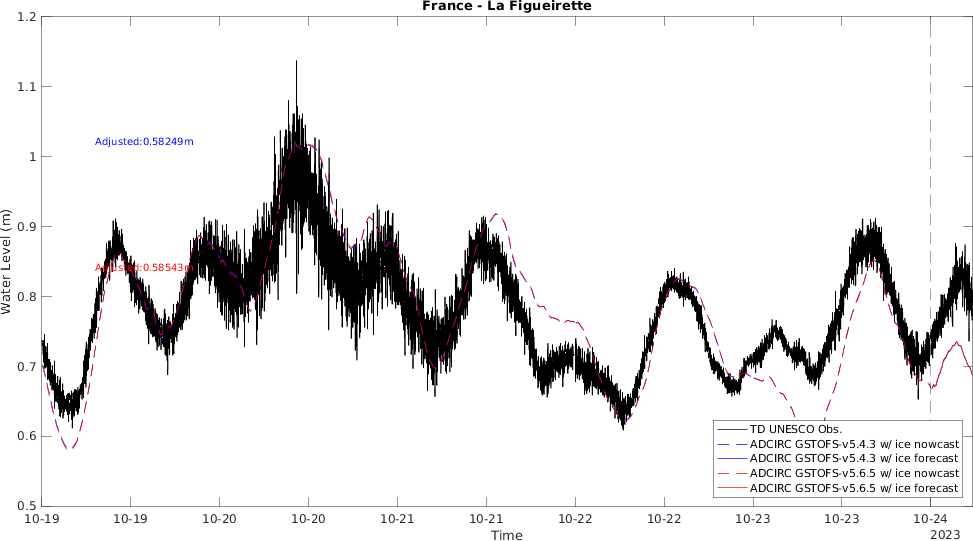 France - La Figueirette
1.2
1.1
1
0.9
0.8
0.7
0.6
0.5
Water Level (m)
Adjusted:0.58249m
Adjusted:0.58543m
TD UNESCO Obs.
ADCIRC GSTOFS-v5.4.3 w/ ice nowcast
ADCIRC GSTOFS-v5.4.3 w/ ice forecast
ADCIRC GSTOFS-v5.6.5 w/ ice nowcast
ADCIRC GSTOFS-v5.6.5 w/ ice forecast
10-19 10-19 10-20 10-20 10-21 10-21 10-22 10-22 10-23 10-23 10-24
Time
2023